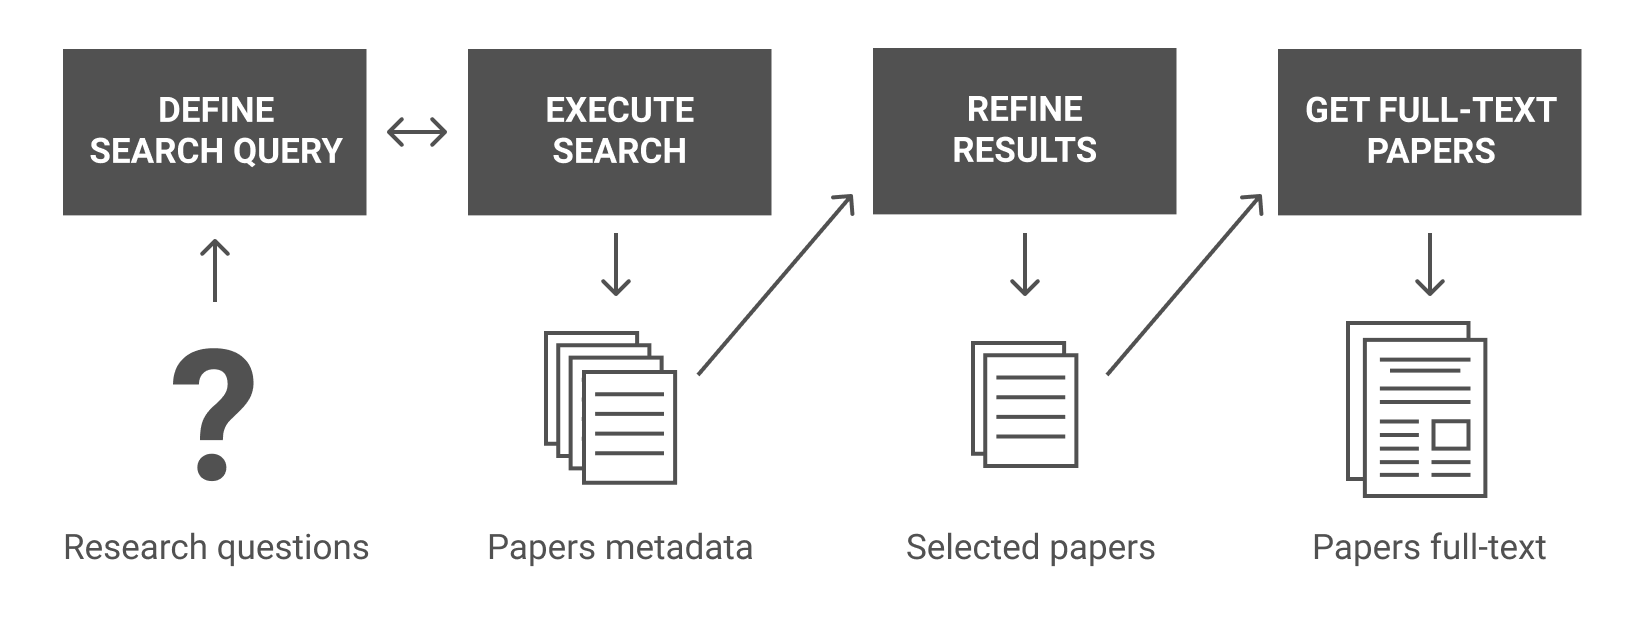 DEFINE
SEARCH QUERY
EXECUTE
SEARCH
REFINE
RESULTS
GET FULL-TEXT
PAPERS
?
Research questions
Papers metadata
Selected papers
Papers full-text